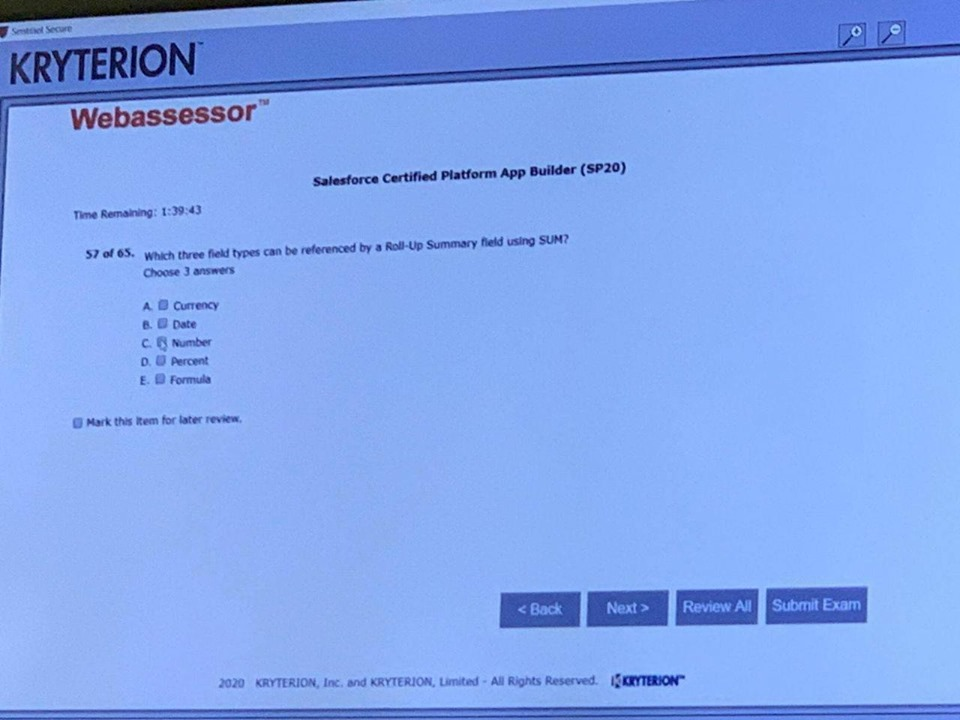 Sentinel Secure
KRYTERION
Webassessor™
Salesforce Certified Platform App Builder (SP20)
Time Remaining: 1:39:43
57 of 65. Which three field types can be referenced by a Roll-Up Summary field using SUM?
Choose 3 answers
A. Currency
B. Date
C. Number
D. Percent
E. Formula
Mark this item for later review.
< Back Next > Review All Submit Exam
2020 KRYTERION, Inc. and KRYTERION, Limited - All Rights Reserved. KRYTERION™